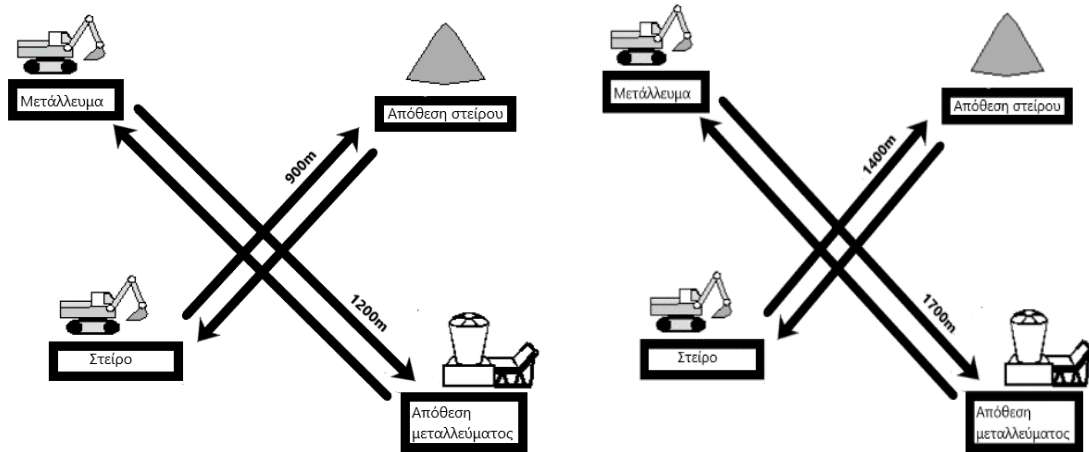 Μετάλλευμα
Απόθεση στείρου
900m
1200m
Στείρο
Απόθεση
μεταλλεύματος
Μετάλλευμα
Απόθεση στείρου
1400m
1700m
Στείρο
Απόθεση
μεταλλεύματος